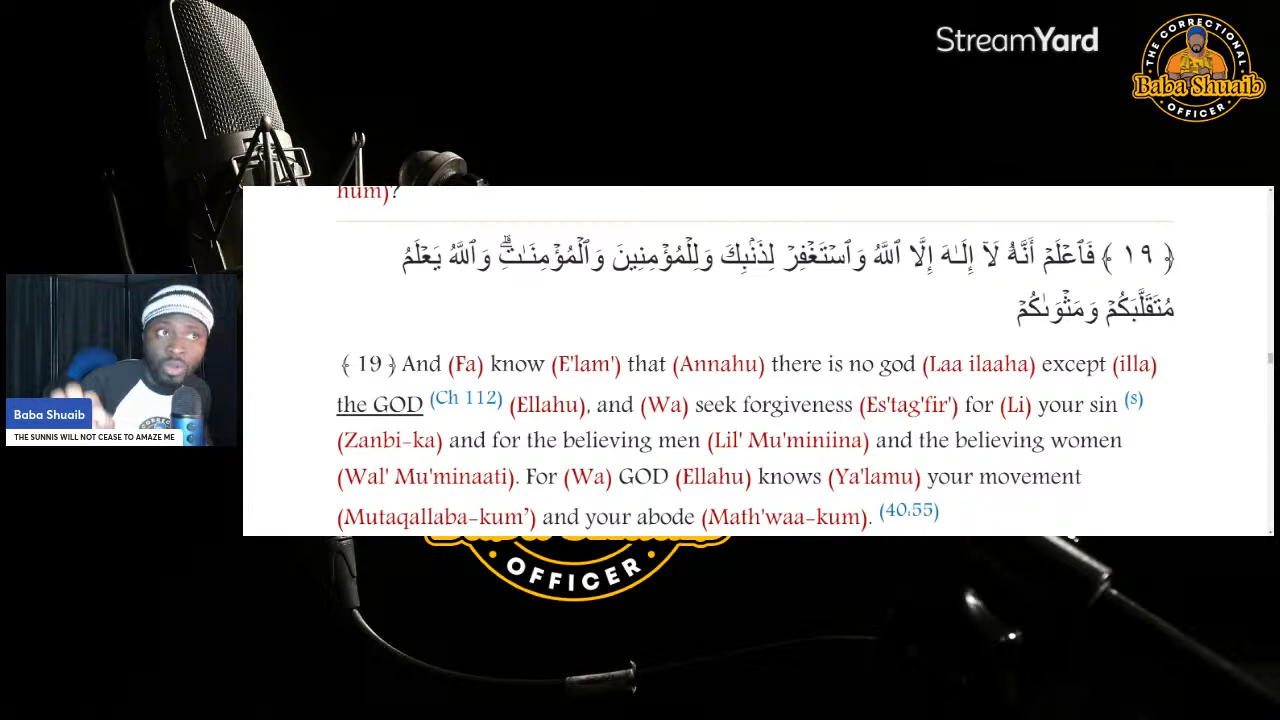 StreamYard
THE CORRECTIONAL
Baba Shuaib
OFFICER
hum)?
﴿ ١٩ ﴾ فَٱعۡلَمۡ أَنَّهُۥ لَآ إِلَـٰهَ إِلَّا ٱللَّهُ وَٱسۡتَغۡفِرۡ لِذَنۢبِكَ وَلِلۡمُؤۡمِنِينَ وَٱلۡمُؤۡمِنَـٰتِۗ وَٱللَّهُ يَعۡلَمُ
مُتَقَلَّبَكُمۡ وَمَثۡوَىٰكُمۡ
﴾ 19 ﴿ And (Fa) know (E'lam') that (Annahu) there is no god (Laa ilaaha) except (illa)
the GOD (Ch 112) (Ellahu), and (Wa) seek forgiveness (Es'tag'fir') for (Li) your sin (s)
(Zanbi-ka) and for the believing men (Lil' Mu'miniina) and the believing women
(Wal' Mu'minaati). For (Wa) GOD (Ellahu) knows (Ya'lamu) your movement
(Mutaqallaba-kum’) and your abode (Math'waa-kum). (40:55)
Baba Shuaib
THE SUNNIS WILL NOT CEASE TO AMAZE ME
OFFICER